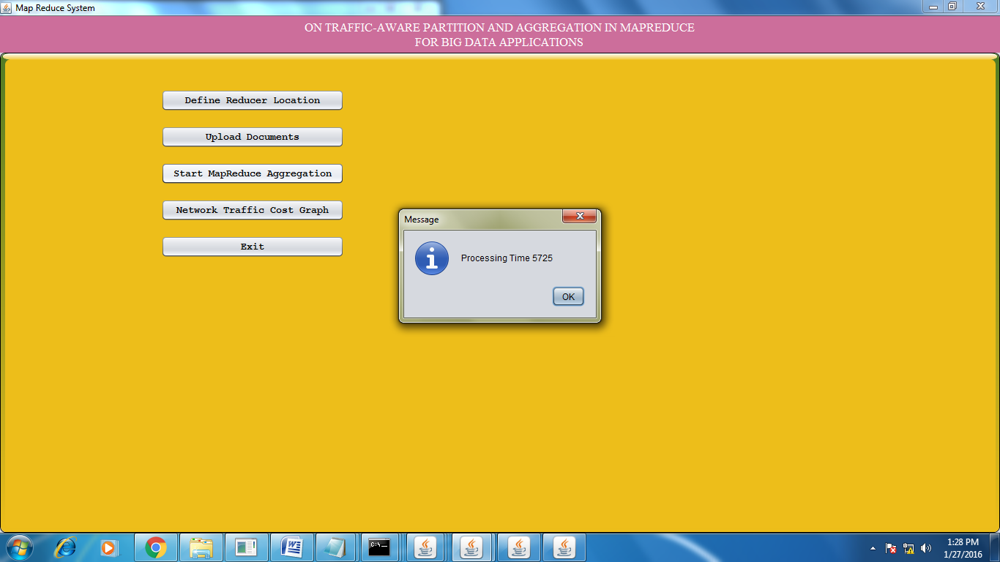 Map Reduce System
ON TRAFFIC-AWARE PARTITION AND AGGREGATION IN MAPREDUCE
FOR BIG DATA APPLICATIONS
Define Reducer Location
Upload Documents
Start MapReduce Aggregation
Network Traffic Cost Graph
Exit
Message
Processing Time 5725
OK
C:\.
1:28 PM
1/27/2016